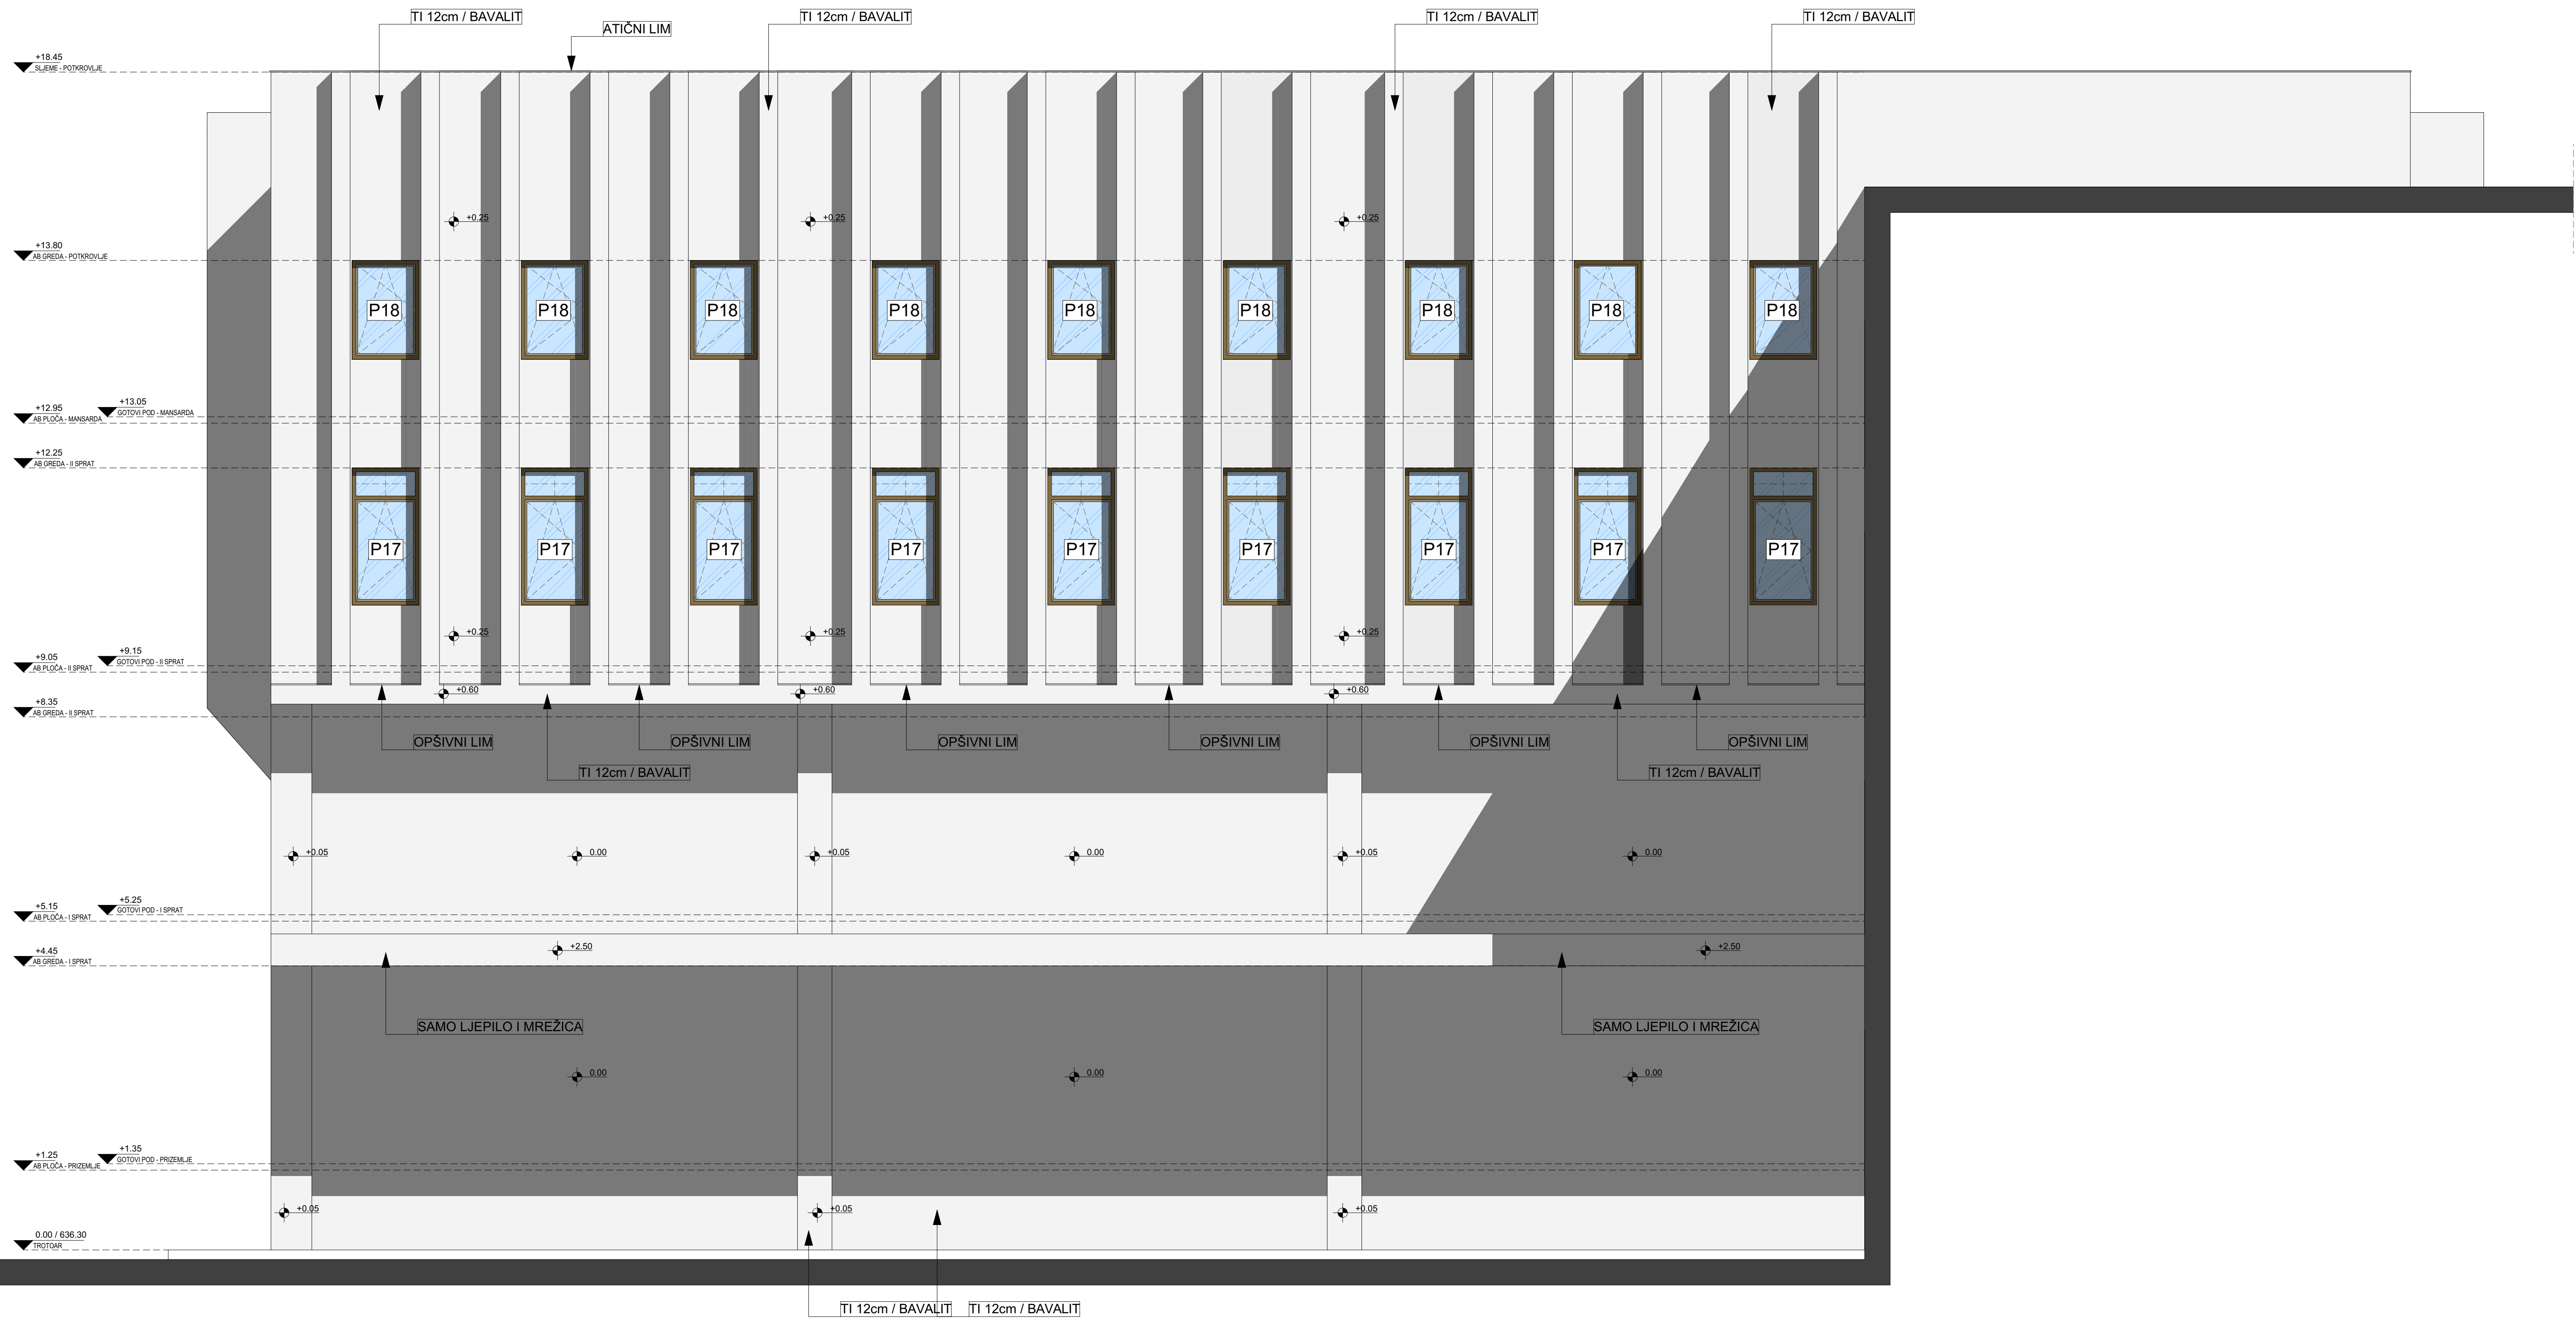 TI 12cm / BAVALIT
TI 12cm / BAVALIT
TI 12cm / BAVALIT
TI 12cm / BAVALIT
ATIČNI LIM
+18.45
SLJEME - POTKROVLJE
+0.25
+0.25
+0.25
+13.80
AB GREDA - POTKROVLJE
P18
P18
P18
P18
P18
P18
P18
P18
P18
+13.05
GOTOVI POD - MANSARDA
+12.95
AB PLOČA - MANSARDA
+12.25
AB GREDA - II SPRAT
P17
P17
P17
P17
P17
P17
P17
P17
P17
+0.25
+0.25
+0.25
+9.15
GOTOVI POD - II SPRAT
+9.05
AB PLOČA - II SPRAT
+0.60
+0.60
+0.60
+8.35
AB GREDA - II SPRAT
OPŠIVNI LIM
OPŠIVNI LIM
OPŠIVNI LIM
OPŠIVNI LIM
OPŠIVNI LIM
OPŠIVNI LIM
TI 12cm / BAVALIT
TI 12cm / BAVALIT
+0.05
0.00
+0.05
0.00
+0.05
0.00
+5.25
GOTOVI POD - I SPRAT
+5.15
AB PLOČA - I SPRAT
+2.50
+2.50
+4.45
AB GREDA - I SPRAT
SAMO LJEPILO I MREŽICA
SAMO LJEPILO I MREŽICA
0.00
0.00
0.00
+1.35
GOTOVI POD - PRIZEMLJE
+1.25
AB PLOČA - PRIZEMLJE
+0.05
+0.05
+0.05
0.00 / 636.30
TROTOAR
TI 12cm / BAVALIT
TI 12cm / BAVALIT